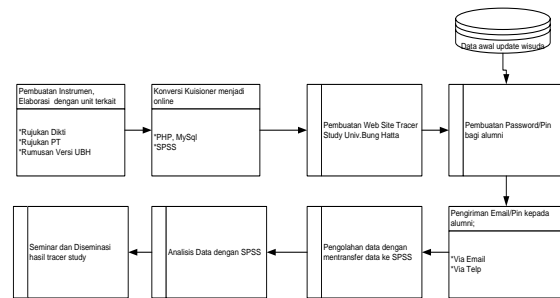 Data awal update wisuda
Pembuatan Instrumen,
Elaborasi dengan unit terkait
*Rujukan Dikti
*Rujukan PT
*Rumusan Versi UBH
Konversi Kuisioner menjadi
online
*PHP, MySql
*SPSS
Pembuatan Web Site Tracer
Study Univ.Bung Hatta
Pembuatan Password/Pin
bagi alumni
Pengiriman Email/Pin kepada
alumni;
*Via Email
*Via Telp
Pengolahan data dengan
mentransfer data ke SPSS
Analisis Data dengan SPSS
Seminar dan Diseminasi
hasil tracer study